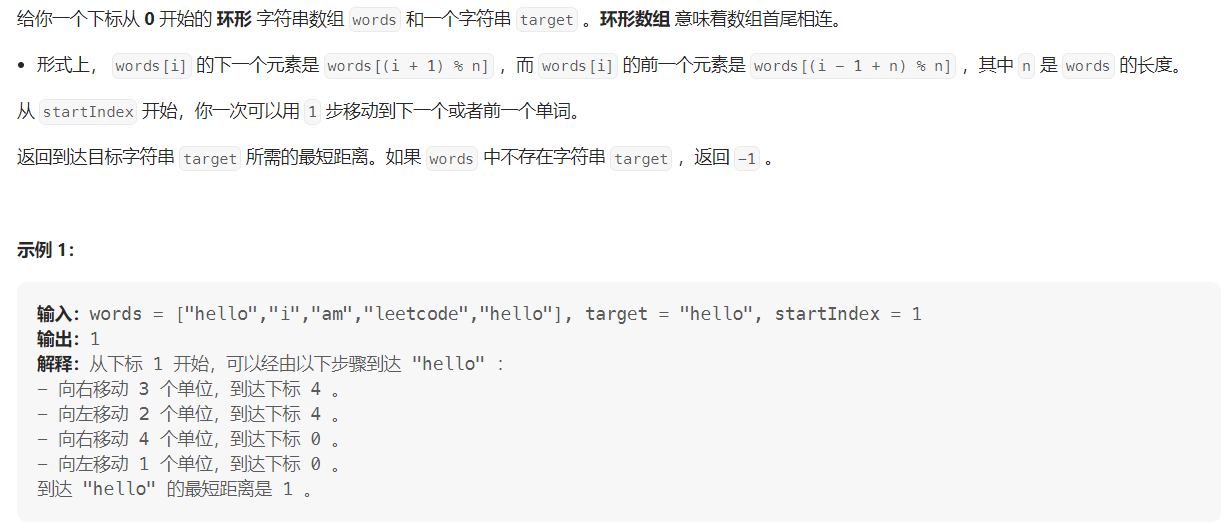 给你一个下标从 0 开始的 环形 字符串数组 words 和一个字符串 target 。环形数组 意味着数组首尾相连。
• 形式上， words[i] 的下一个元素是 words[(i + 1) % n] ，而 words[i] 的前一个元素是 words[(i - 1 + n) % n] ，其中 n 是 words 的长度。
从 startIndex 开始，你一次可以用 1 步移动到下一个或者前一个单词。
返回到达目标字符串 target 所需的最短距离。如果 words 中不存在字符串 target ，返回 -1 。
示例 1：
输入：words = ["hello","i","am","leetcode","hello"], target = "hello", startIndex = 1
输出：1
解释：从下标 1 开始，可以经由以下步骤到达 "hello" ：
- 向右移动 3 个单位，到达下标 4 。
- 向左移动 2 个单位，到达下标 4 。
- 向右移动 4 个单位，到达下标 0 。
- 向左移动 1 个单位，到达下标 0 。
到达 "hello" 的最短距离是 1 。